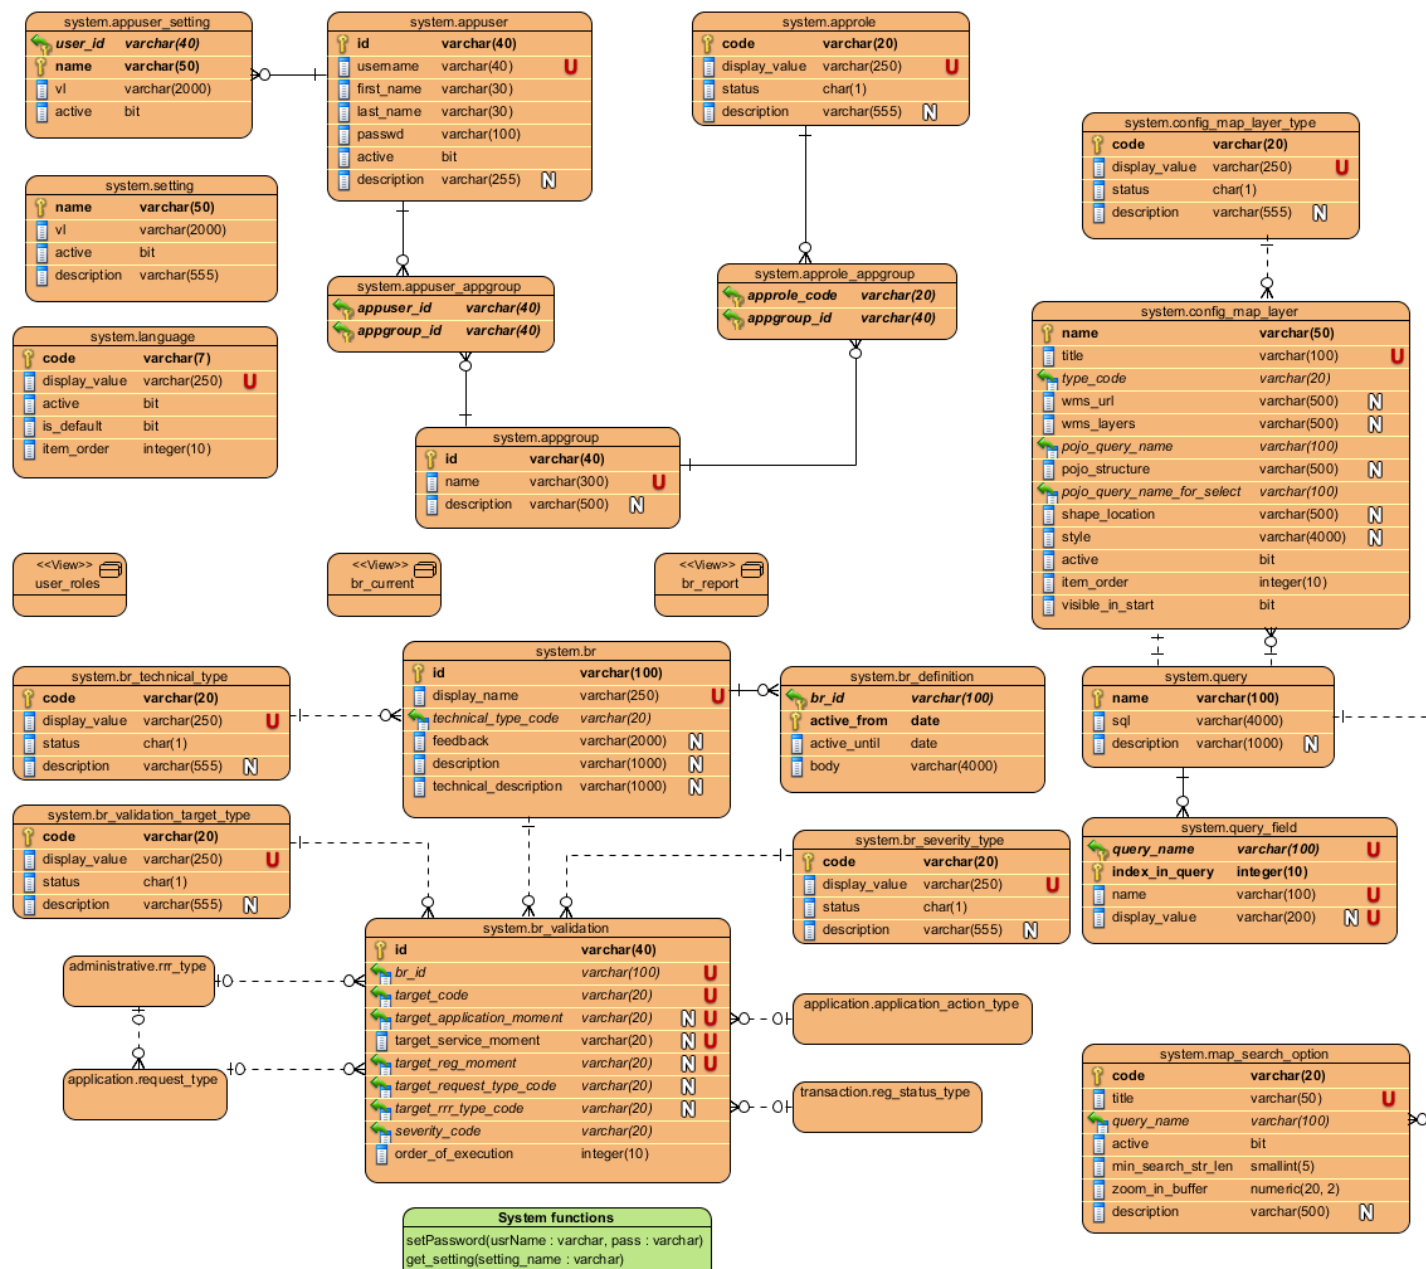 system.appuser_setting
user_id varchar(40)
name varchar(50)
vl varchar(2000)
active bit
system.appuser
id varchar(40)
username varchar(40) U
first_name varchar(30)
last_name varchar(30)
passwd varchar(100)
active bit
description varchar(255) N
system.approle
code varchar(20)
display_value varchar(250) U
status char(1)
description varchar(555) N
system.config_map_layer_type
code varchar(20)
display_value varchar(250) U
status char(1)
description varchar(555) N
system.setting
name varchar(50)
vl varchar(2000)
active bit
description varchar(555)
system.appuser_appgroup
appuser_id varchar(40)
appgroup_id varchar(40)
system.approle_appgroup
approle_code varchar(20)
appgroup_id varchar(40)
system.language
code varchar(7)
display_value varchar(250) U
active bit
is_default bit
item_order integer(10)
system.appgroup
id varchar(40)
name varchar(300) U
description varchar(500) N
system.config_map_layer
name varchar(50)
title varchar(100) U
type_code varchar(20)
wms_url varchar(500) N
wms_layers varchar(500) N
pojo_query_name varchar(100)
pojo_structure varchar(500) N
pojo_query_name_for_select varchar(100)
shape_location varchar(500) N
style varchar(4000) N
active bit
item_order integer(10)
visible_in_start bit
<<View>>
user_roles
<<View>>
br_current
<<View>>
br_report
system.br_technical_type
code varchar(20)
display_value varchar(250) U
status char(1)
description varchar(555) N
system.br
id varchar(100)
display_name varchar(250) U
technical_type_code varchar(20)
feedback varchar(2000) N
description varchar(1000) N
technical_description varchar(1000) N
system.br_definition
br_id varchar(100)
active_from date
active_until date
body varchar(4000)
system.query
name varchar(100)
sql varchar(4000)
description varchar(1000) N
system.br_validation_target_type
code varchar(20)
display_value varchar(250) U
status char(1)
description varchar(555) N
system.br_severity_type
code varchar(20)
display_value varchar(250) U
status char(1)
description varchar(555) N
system.query_field
query_name varchar(100) U
index_in_query integer(10)
name varchar(100) U
display_value varchar(200) N U
system.br_validation
id varchar(40)
br_id varchar(100) U
target_code varchar(20) U
target_application_moment varchar(20) N U
target_service_moment varchar(20) N U
target_reg_moment varchar(20) N U
target_request_type_code varchar(20) N
target_rrr_type_code varchar(20) N
severity_code varchar(20)
order_of_execution integer(10)
administrative.rrr_type
application.request_type
application.application_action_type
transaction.reg_status_type
system.map_search_option
code varchar(20)
title varchar(50) U
query_name varchar(100)
active bit
min_search_str_len smallint(5)
zoom_in_buffer numeric(20, 2)
description varchar(500) N
System functions
setPassword(usrName : varchar, pass : varchar)
get_setting(setting_name : varchar)